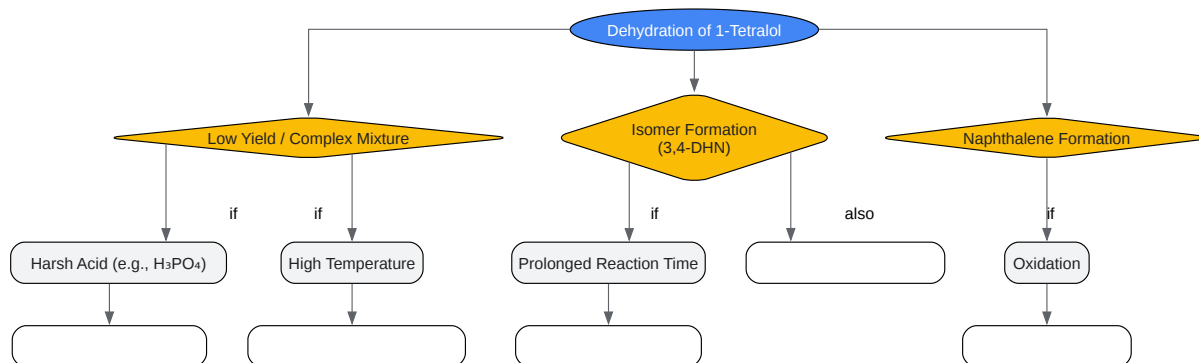 Dehydration of 1-Tetralol
Low Yield / Complex Mixture
Isomer Formation
(3,4-DHN)
Naphthalene Formation
if
if
if
also
if
Harsh Acid (e.g., H₃PO₄)
High Temperature
Prolonged Reaction Time
Oxidation